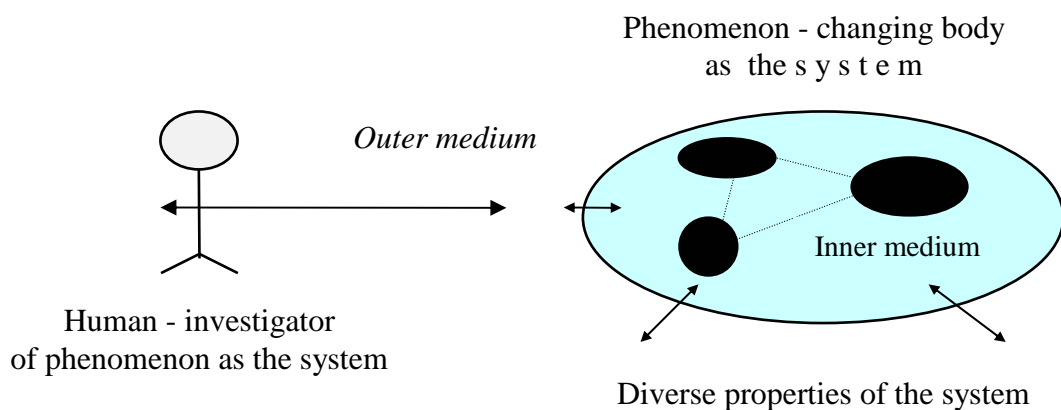 Phenomenon - changing body
as the s y s t e m
Outer medium
Inner medium
Human - investigator
of phenomenon as the system
Diverse properties of the system